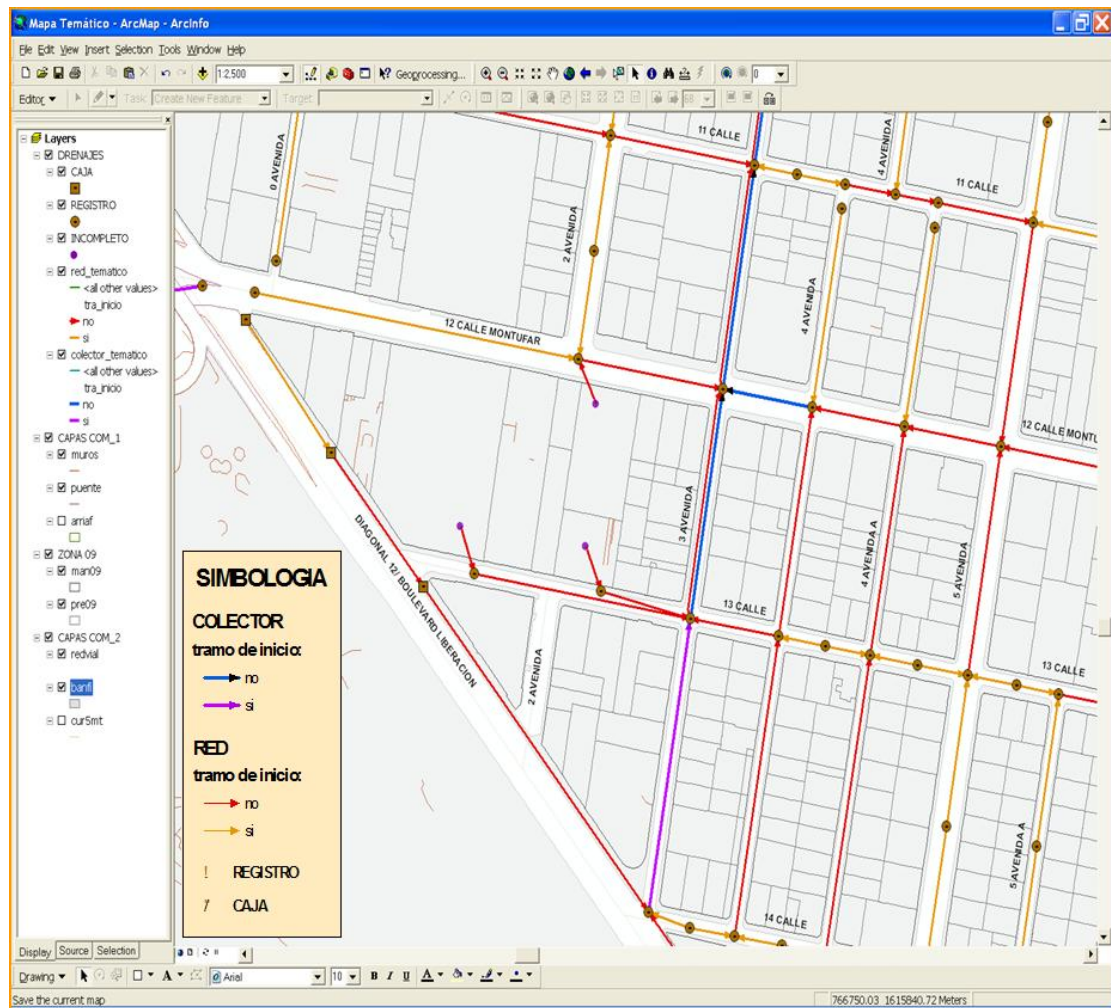 Mapa Temático - ArcMap - ArcInfo
File Edit View Insert Selection Tools Window Help
1:2,500
Geoprocessing...
0
Editor
Task: Create New Feature
Target:
68
Layers
DRENAJES
CAJA
REGISTRO
INCOMPLETO
red_tematico
<all other values>
tra_inicio
no
si
colector_tematico
<all other values>
tra_inicio
no
si
CAPAS COM_1
muros
puente
arriaf
ZONA 09
man09
pre09
CAPAS COM_2
redvial
banfi
cur5mt
0 AVENIDA
2 AVENIDA
11 CALLE
4 AVENIDA A
11 CALLE
4 AVENIDA
12 CALLE MONTUFAR
12 CALLE MONTU
3 AVENIDA
4 AVENIDA A
5 AVENIDA
DIAGONAL 12/ BOULEVARD LIBERACION
13 CALLE
13 CALLE
2 AVENIDA
5 AVENIDA A
14 CALLE
SIMBOLOGIA
COLECTOR
tramo de inicio:
no
si
RED
tramo de inicio:
no
si
! REGISTRO
7 CAJA
Display Source Selection
Drawing
Arial
10
B I U A
Save the current map
766750.03 1615840.72 Meters